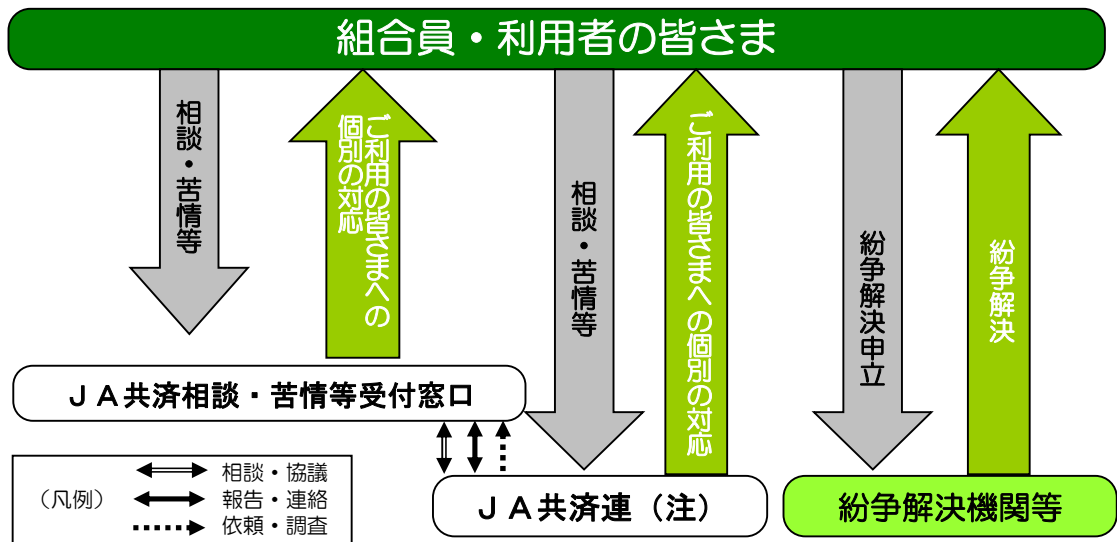 組合員・利用者の皆さま
相談・苦情等
ご利用の皆さまへの
個別の対応
相談・苦情等
ご利用の皆さまへの個別の対応
紛争解決申立
紛争解決
ＪＡ共済相談・苦情等受付窓口
（凡例）
相談・協議
報告・連絡
依頼・調査
ＪＡ共済連（注）
紛争解決機関等